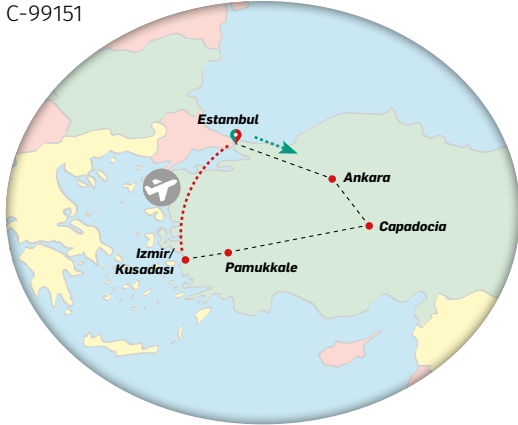 C-99151
Estambul
Ankara
Capadocia
Izmir/
Kusadası
Pamukkale